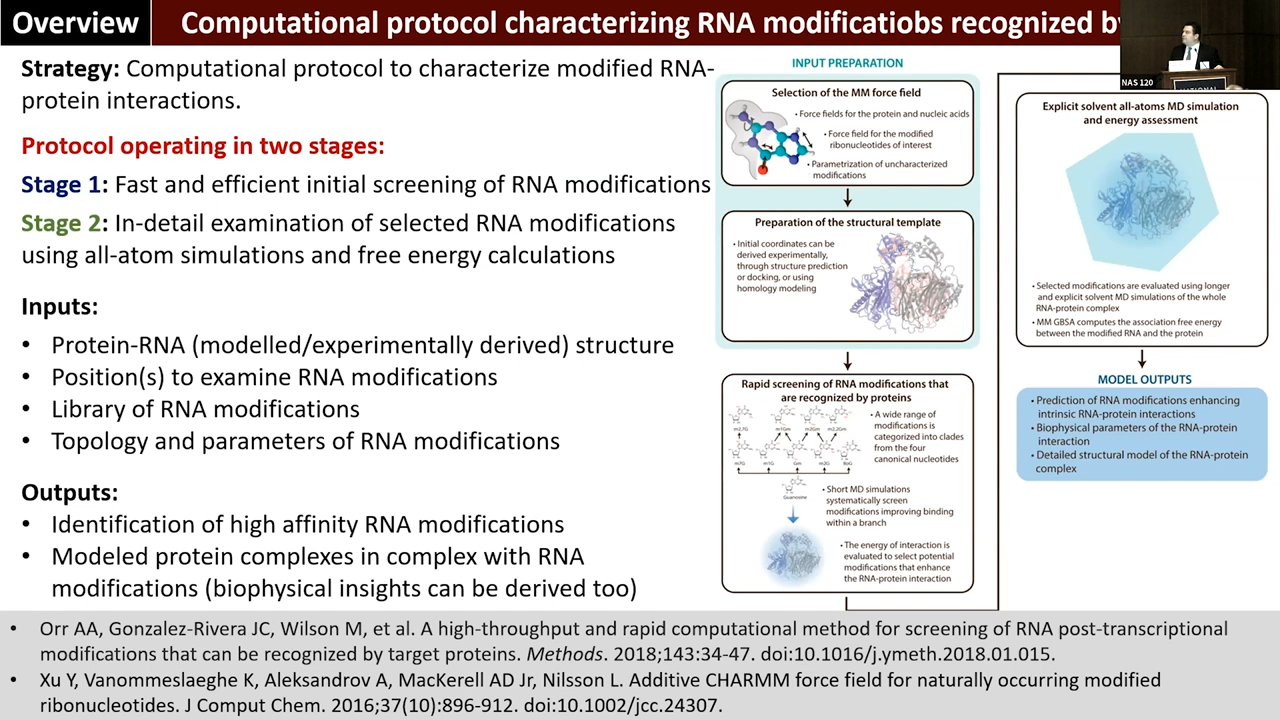 Overview
Computational protocol characterizing RNA modificatiobs recognized by
NAS 120
Strategy: Computational protocol to characterize modified RNA-
protein interactions.
Protocol operating in two stages:
Stage 1: Fast and efficient initial screening of RNA modifications
Stage 2: In-detail examination of selected RNA modifications
using all-atom simulations and free energy calculations
Inputs:
• Protein-RNA (modelled/experimentally derived) structure
• Position(s) to examine RNA modifications
• Library of RNA modifications
• Topology and parameters of RNA modifications
Outputs:
• Identification of high affinity RNA modifications
• Modeled protein complexes in complex with RNA
modifications (biophysical insights can be derived too)
INPUT PREPARATION
Selection of the MM force field
• Force fields for the protein and nucleic acids
• Force field for the modified
ribonucleotides of interest
• Parametrization of uncharacterized
modifications
Preparation of the structural template
• Initial coordinates can be
derived experimentally,
through structure prediction
or docking, or using
homology modeling
Rapid screening of RNA modifications that
are recognized by proteins
m2,7G m1Gm m2Gm m2,2Gm
m7G m1G Gm m2G 8oG
Guanosine
• A wide range of
modifications is
categorized into clades
from the four
canonical nucleotides
• Short MD simulations
systematically screen
modifications improving binding
within a branch
• The energy of interaction is
evaluated to select potential
modifications that enhance
the RNA-protein interaction
Explicit solvent all-atoms MD simulation
and energy assessment
• Selected modifications are evaluated using longer
and explicit solvent MD simulations of the whole
RNA-protein complex
• MM GBSA computes the association free energy
between the modified RNA and the protein
MODEL OUTPUTS
• Prediction of RNA modifications enhancing
intrinsic RNA-protein interactions
• Biophysical parameters of the RNA-protein
interaction
• Detailed structural model of the RNA-protein
complex
• Orr AA, Gonzalez-Rivera JC, Wilson M, et al. A high-throughput and rapid computational method for screening of RNA post-transcriptional
modifications that can be recognized by target proteins. Methods. 2018;143:34-47. doi:10.1016/j.ymeth.2018.01.015.
• Xu Y, Vanommeslaeghe K, Aleksandrov A, MacKerell AD Jr, Nilsson L. Additive CHARMM force field for naturally occurring modified
ribonucleotides. J Comput Chem. 2016;37(10):896-912. doi:10.1002/jcc.24307.